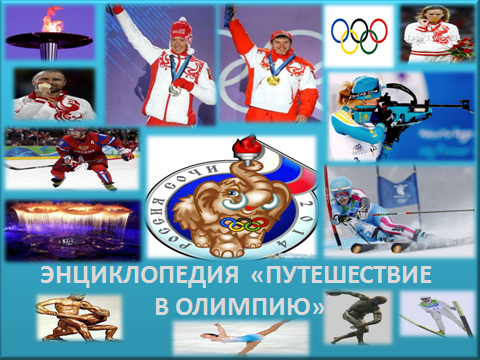 РОССИЯ СОЧИ 2014
ЭНЦИКЛОПЕДИЯ «ПУТЕШЕСТВИЕ
В ОЛИМПИЮ»